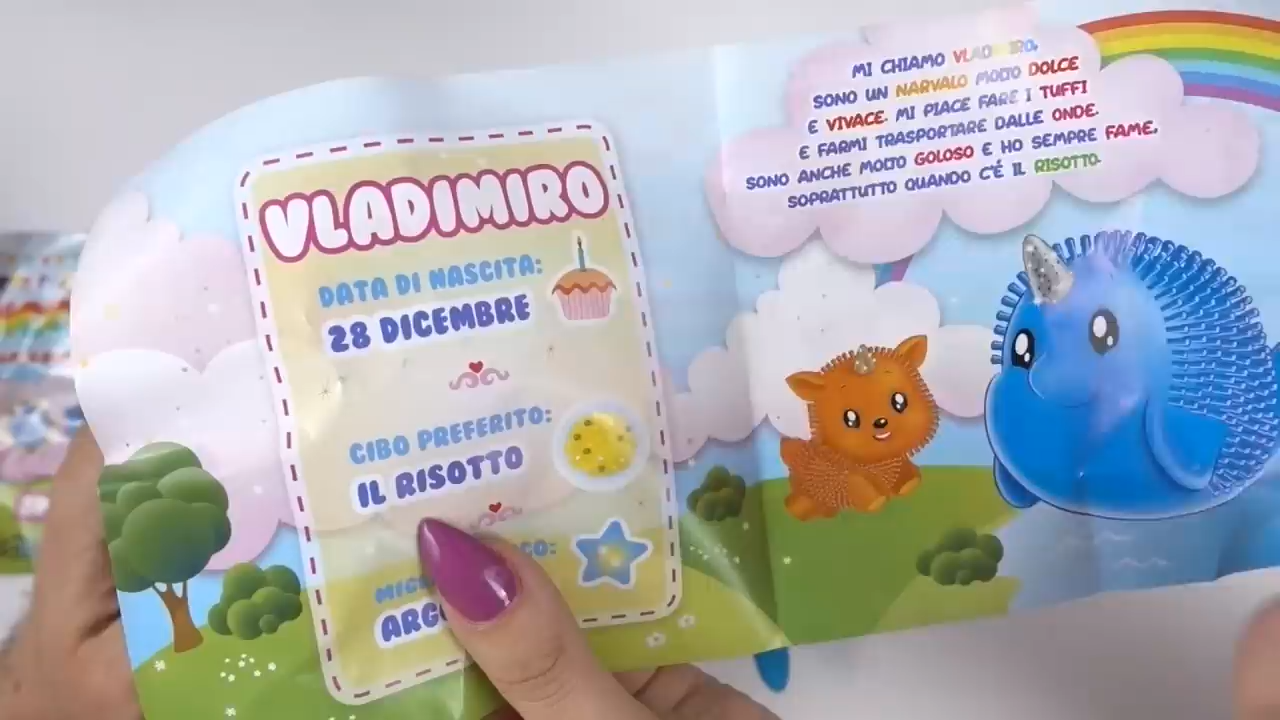 VLADIMIRO
DATA DI NASCITA:
28 DICEMBRE
CIBO PREFERITO:
IL RISOTTO
MI CHIAMO VLADIMIRO,
SONO UN NARVALO MOLTO DOLCE
E VIVACE. MI PIACE FARE I TUFFI
E FARMI TRASPORTARE DALLE ONDE.
SONO ANCHE MOLTO GOLOSO E HO SEMPRE FAME,
SOPRATTUTTO QUANDO C'É IL RISOTTO.